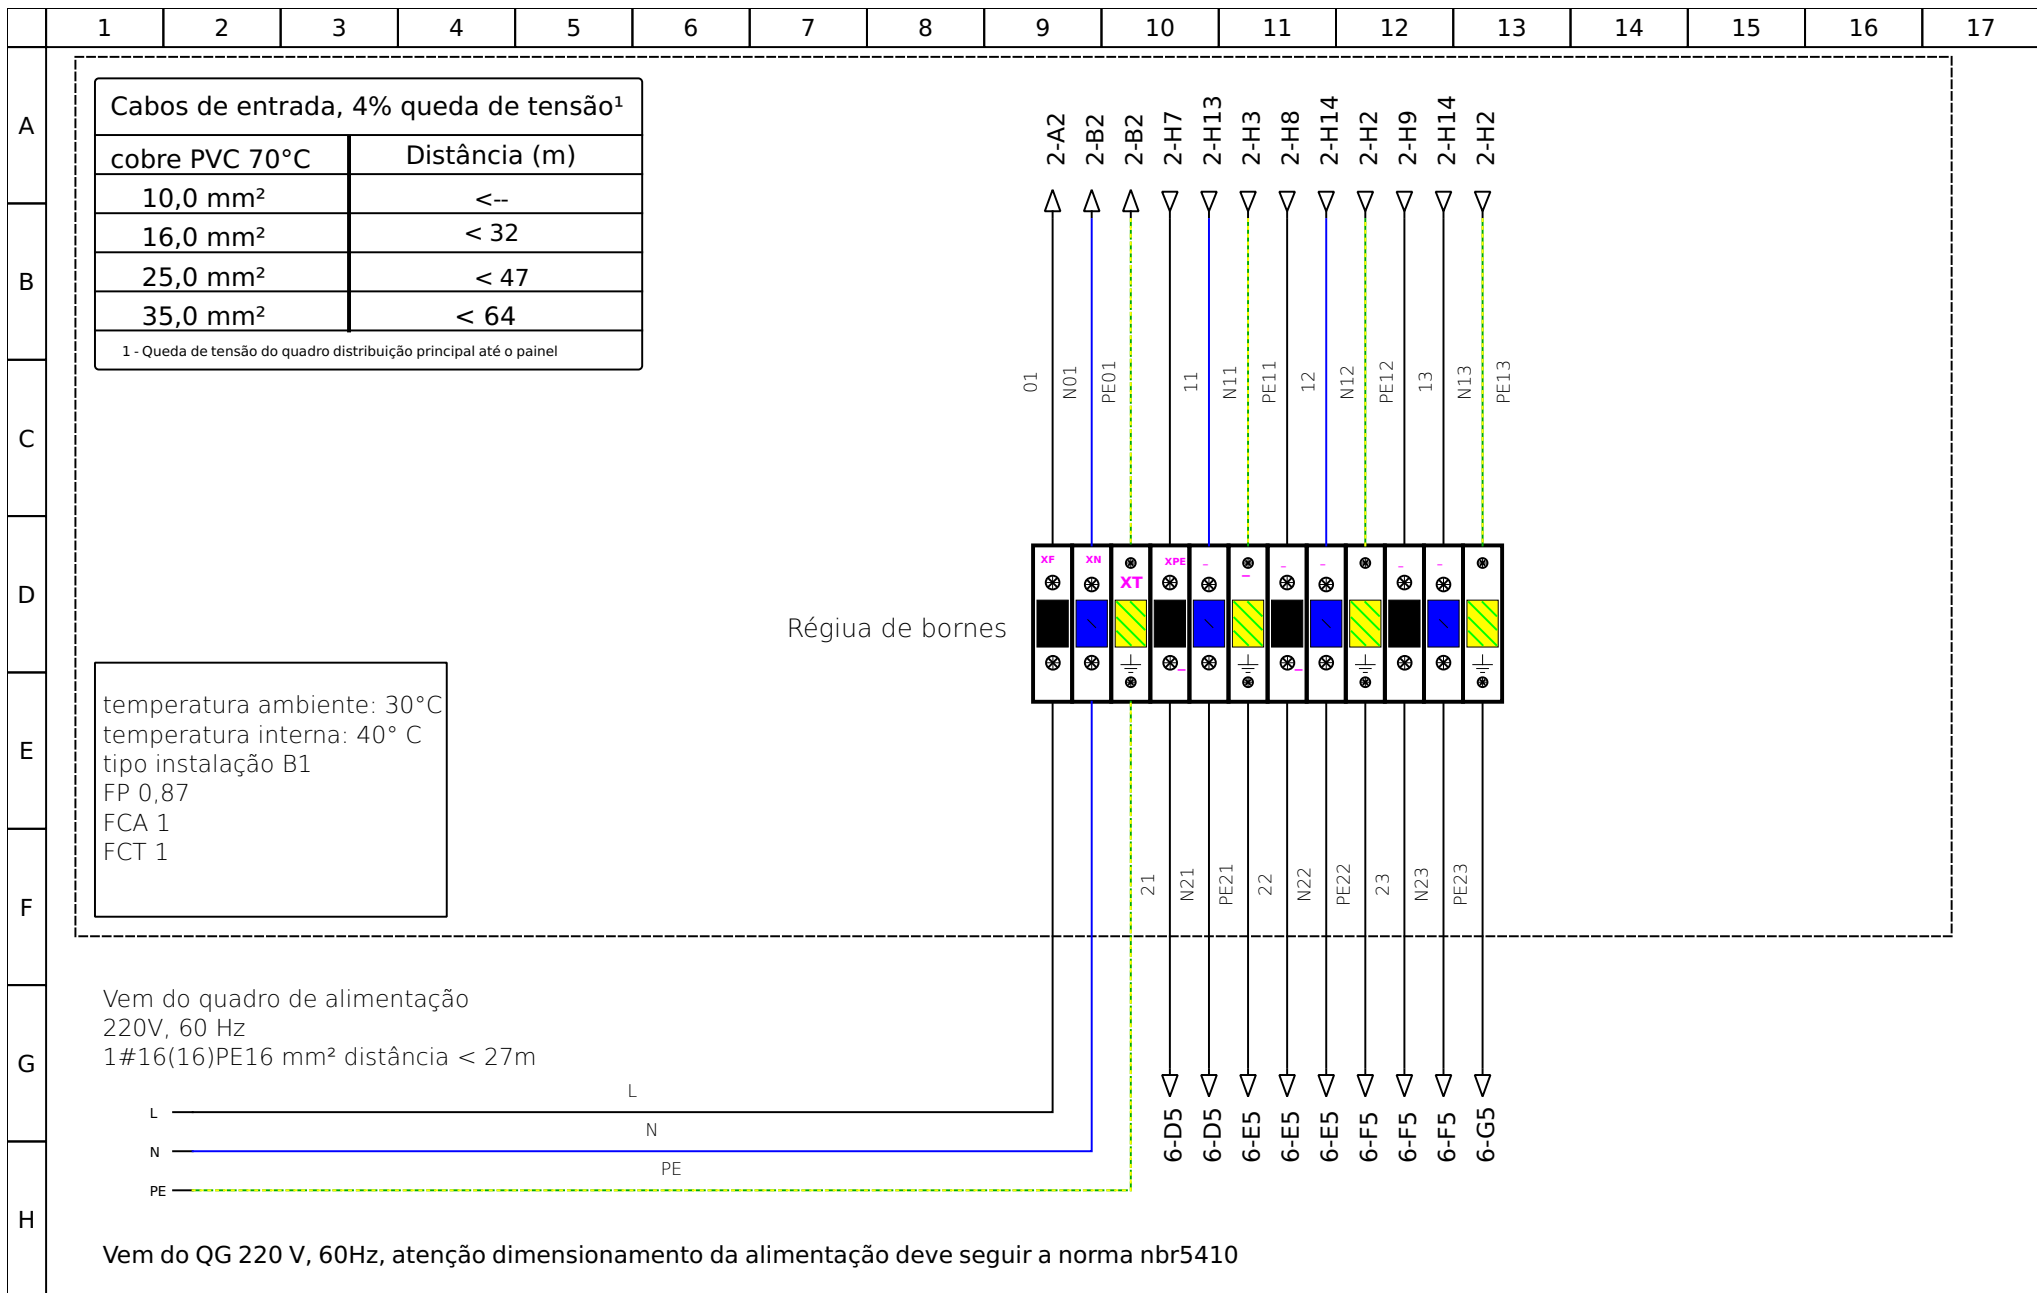 1 2 3 4 5 6 7 8 9 10 11 12 13 14 15 16 17
A
B
C
D
E
F
G
H
Cabos de entrada, 4% queda de tensão¹
cobre PVC 70°C Distância (m)
10,0 mm² <--
16,0 mm² < 32
25,0 mm² < 47
35,0 mm² < 64
1 - Queda de tensão do quadro distribuição principal até o painel
2-A2 2-B2 2-B2 2-H7 2-H13 2-H3 2-H8 2-H14 2-H2 2-H9 2-H14 2-H2
01 N01 PE01 11 N11 PE11 12 N12 PE12 13 N13 PE13
XF XN XT XPE
Régiua de bornes
temperatura ambiente: 30°C
temperatura interna: 40° C
tipo instalação B1
FP 0,87
FCA 1
FCT 1
21 N21 PE21 22 N22 PE22 23 N23 PE23
Vem do quadro de alimentação
220V, 60 Hz
1#16(16)PE16 mm² distância < 27m
L L
N N
PE PE
6-D5 6-D5 6-E5 6-E5 6-E5 6-F5 6-F5 6-F5 6-G5
Vem do QG 220 V, 60Hz, atenção dimensionamento da alimentação deve seguir a norma nbr5410